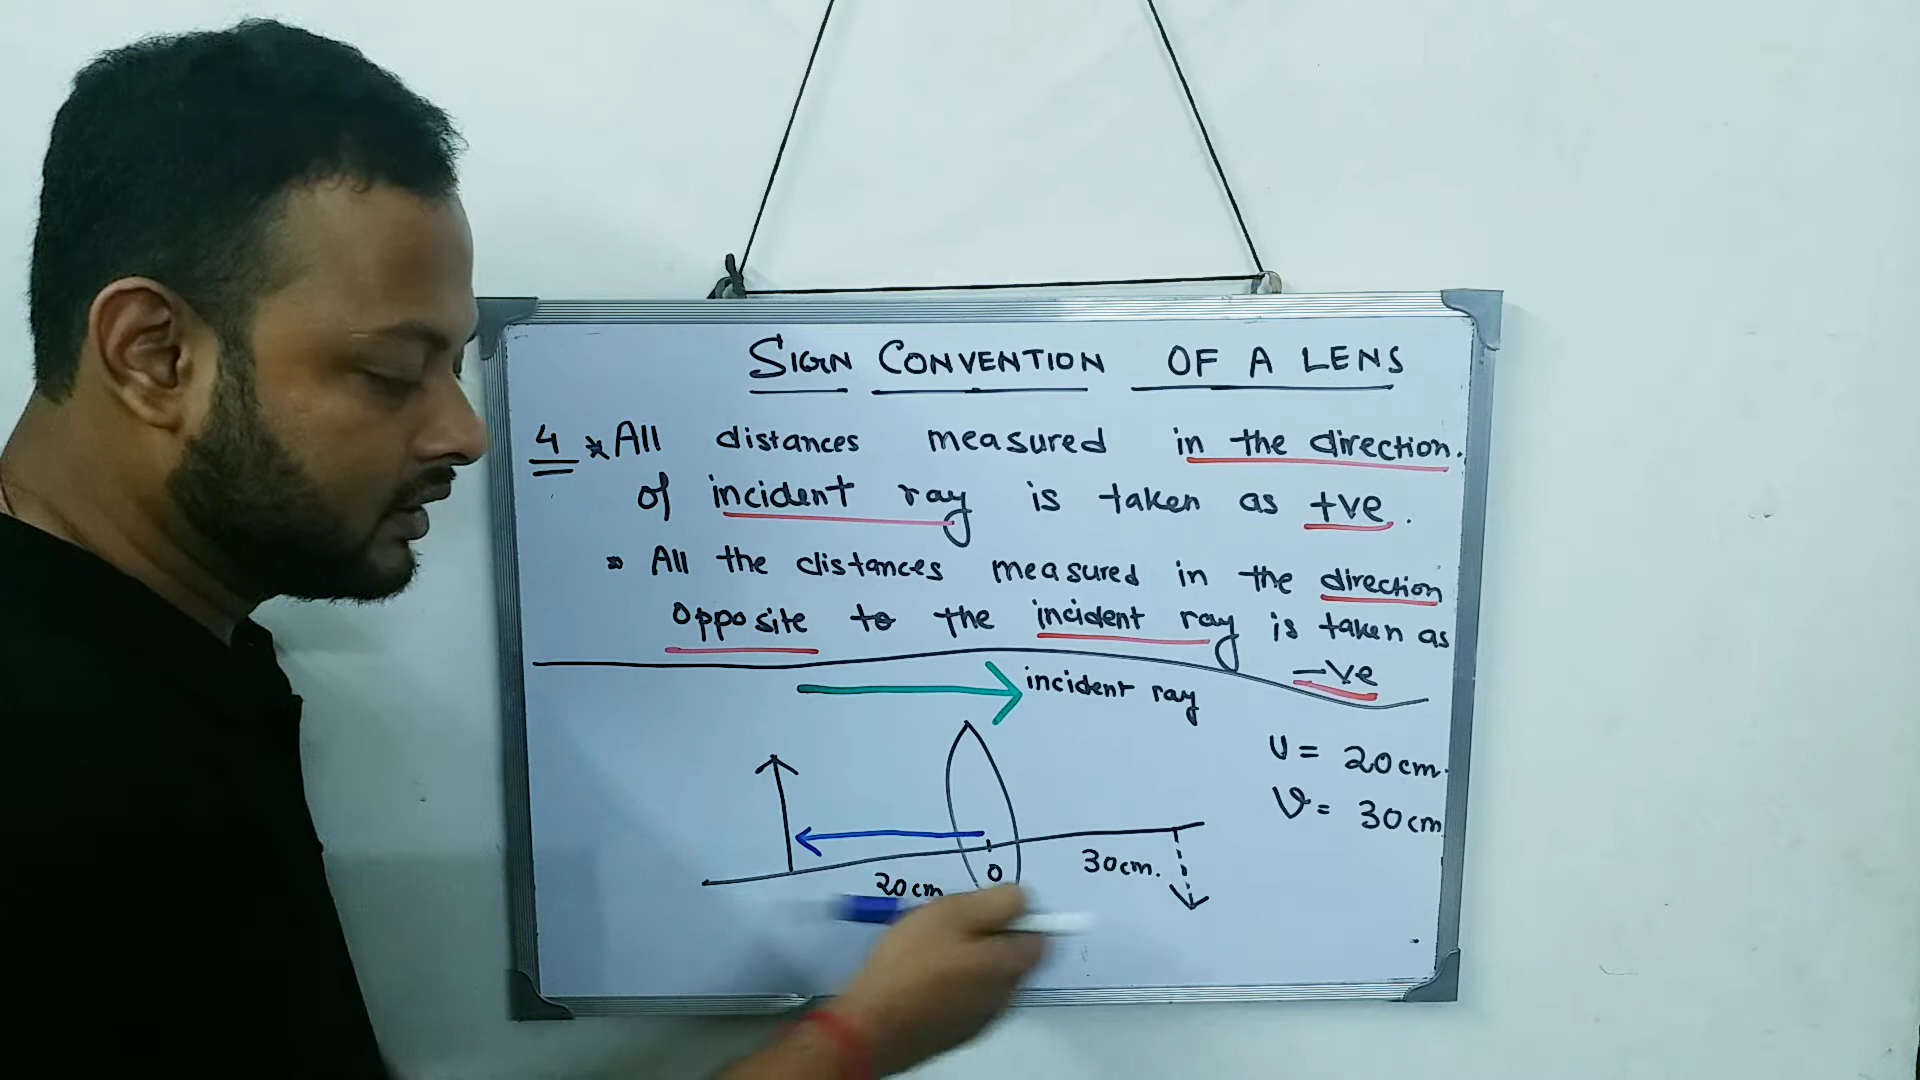 SIGN CONVENTION OF A LENS
4 * All distances measured in the direction.
of incident ray is taken as +ve.
* All the distances measured in the direction
opposite to the incident ray is taken as
-ve
incident ray
U = 20cm.
V = 30cm
30cm.
O
20cm